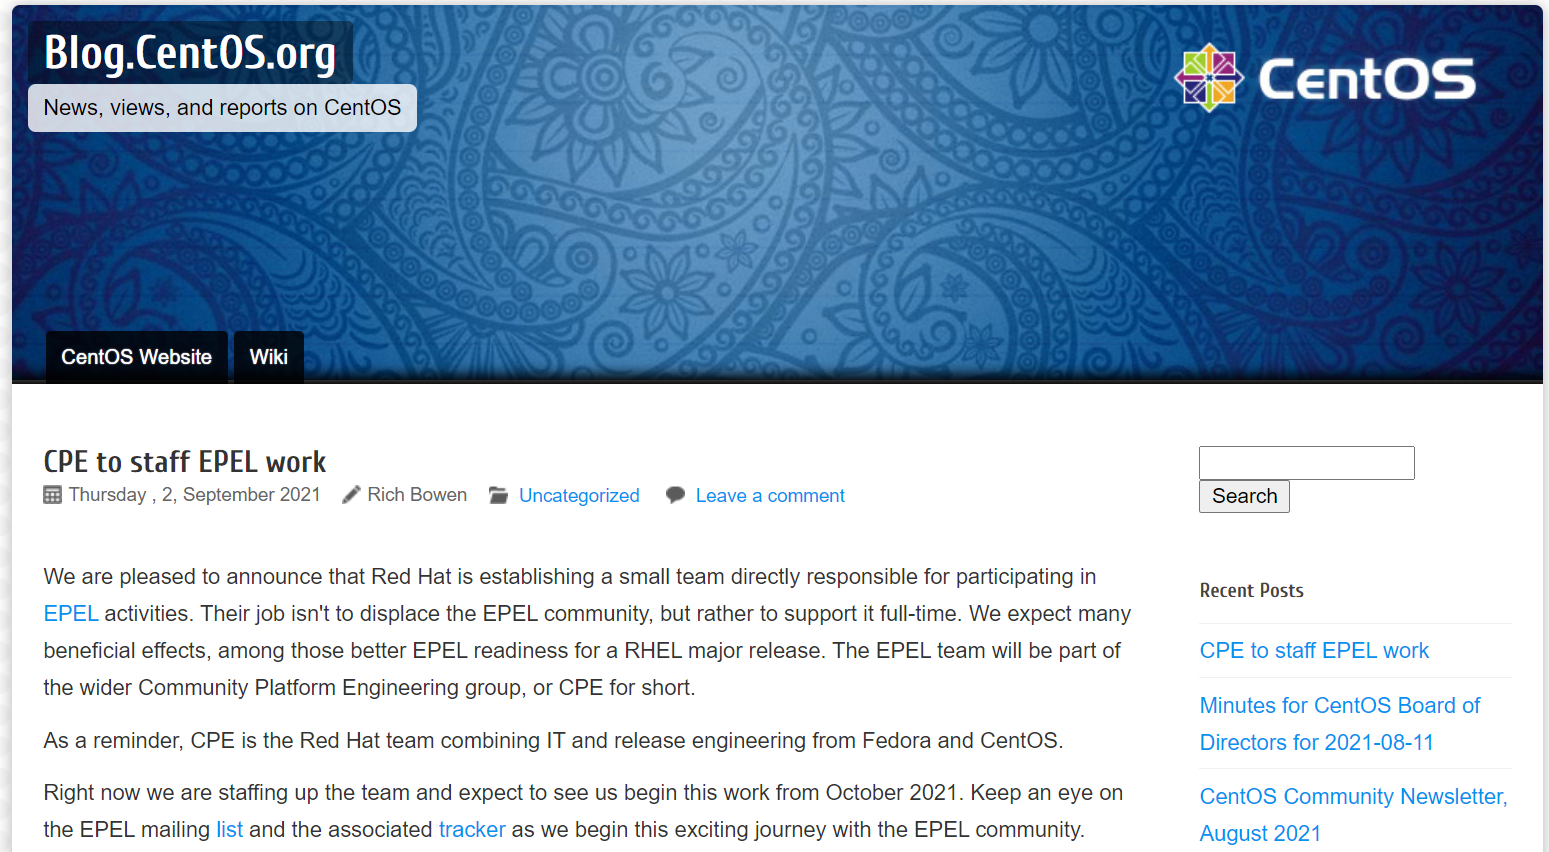 Blog.CentOS.org
CentOS
News, views, and reports on CentOS
CentOS Website
Wiki
CPE to staff EPEL work
Thursday , 2, September 2021
Rich Bowen
Uncategorized
Leave a comment
We are pleased to announce that Red Hat is establishing a small team directly responsible for participating in
EPEL activities. Their job isn't to displace the EPEL community, but rather to support it full-time. We expect many
beneficial effects, among those better EPEL readiness for a RHEL major release. The EPEL team will be part of
the wider Community Platform Engineering group, or CPE for short.
As a reminder, CPE is the Red Hat team combining IT and release engineering from Fedora and CentOS.
Right now we are staffing up the team and expect to see us begin this work from October 2021. Keep an eye on
the EPEL mailing list and the associated tracker as we begin this exciting journey with the EPEL community.
Search
Recent Posts
CPE to staff EPEL work
Minutes for CentOS Board of
Directors for 2021-08-11
CentOS Community Newsletter,
August 2021